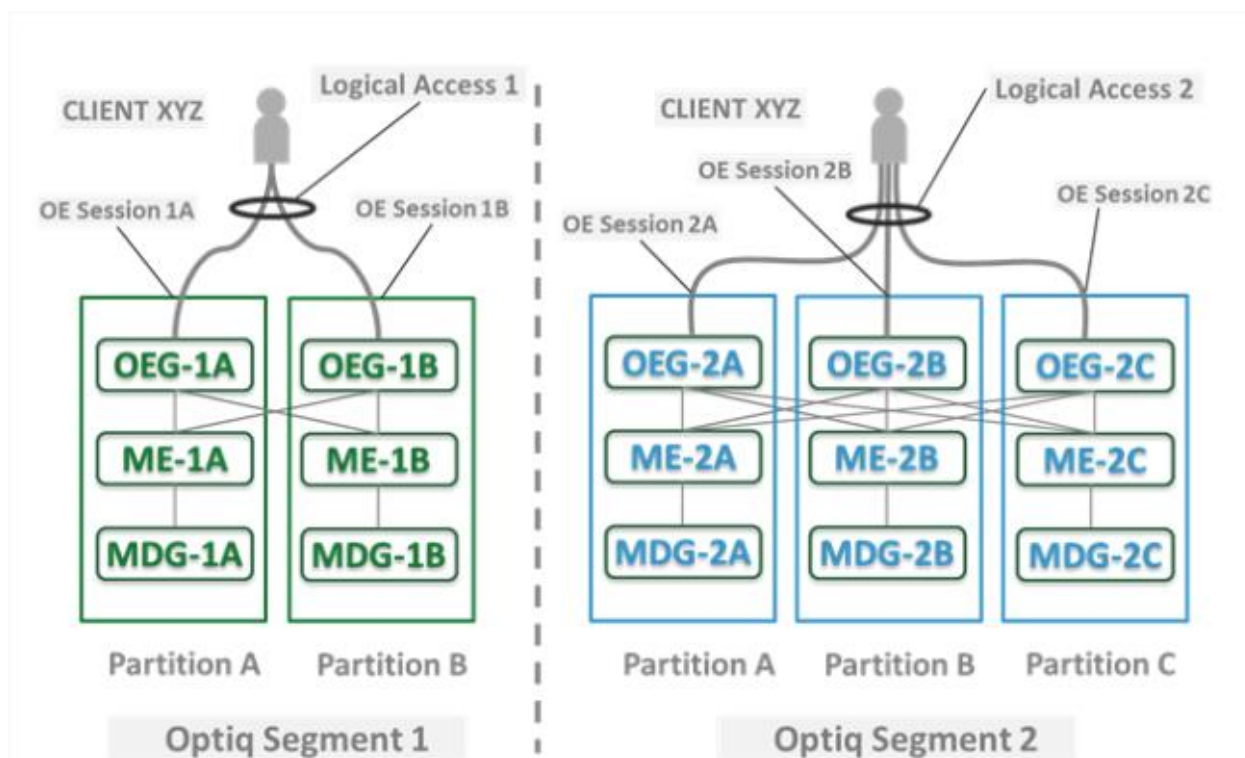 CLIENT XYZ
Logical Access 1
OE Session 1A
OE Session 1B
OEG-1A
OEG-1B
ME-1A
ME-1B
MDG-1A
MDG-1B
Partition A
Partition B
Optiq Segment 1
CLIENT XYZ
Logical Access 2
OE Session 2B
OE Session 2C
OE Session 2A
OEG-2A
OEG-2B
OEG-2C
ME-2A
ME-2B
ME-2C
MDG-2A
MDG-2B
MDG-2C
Partition A
Partition B
Partition C
Optiq Segment 2